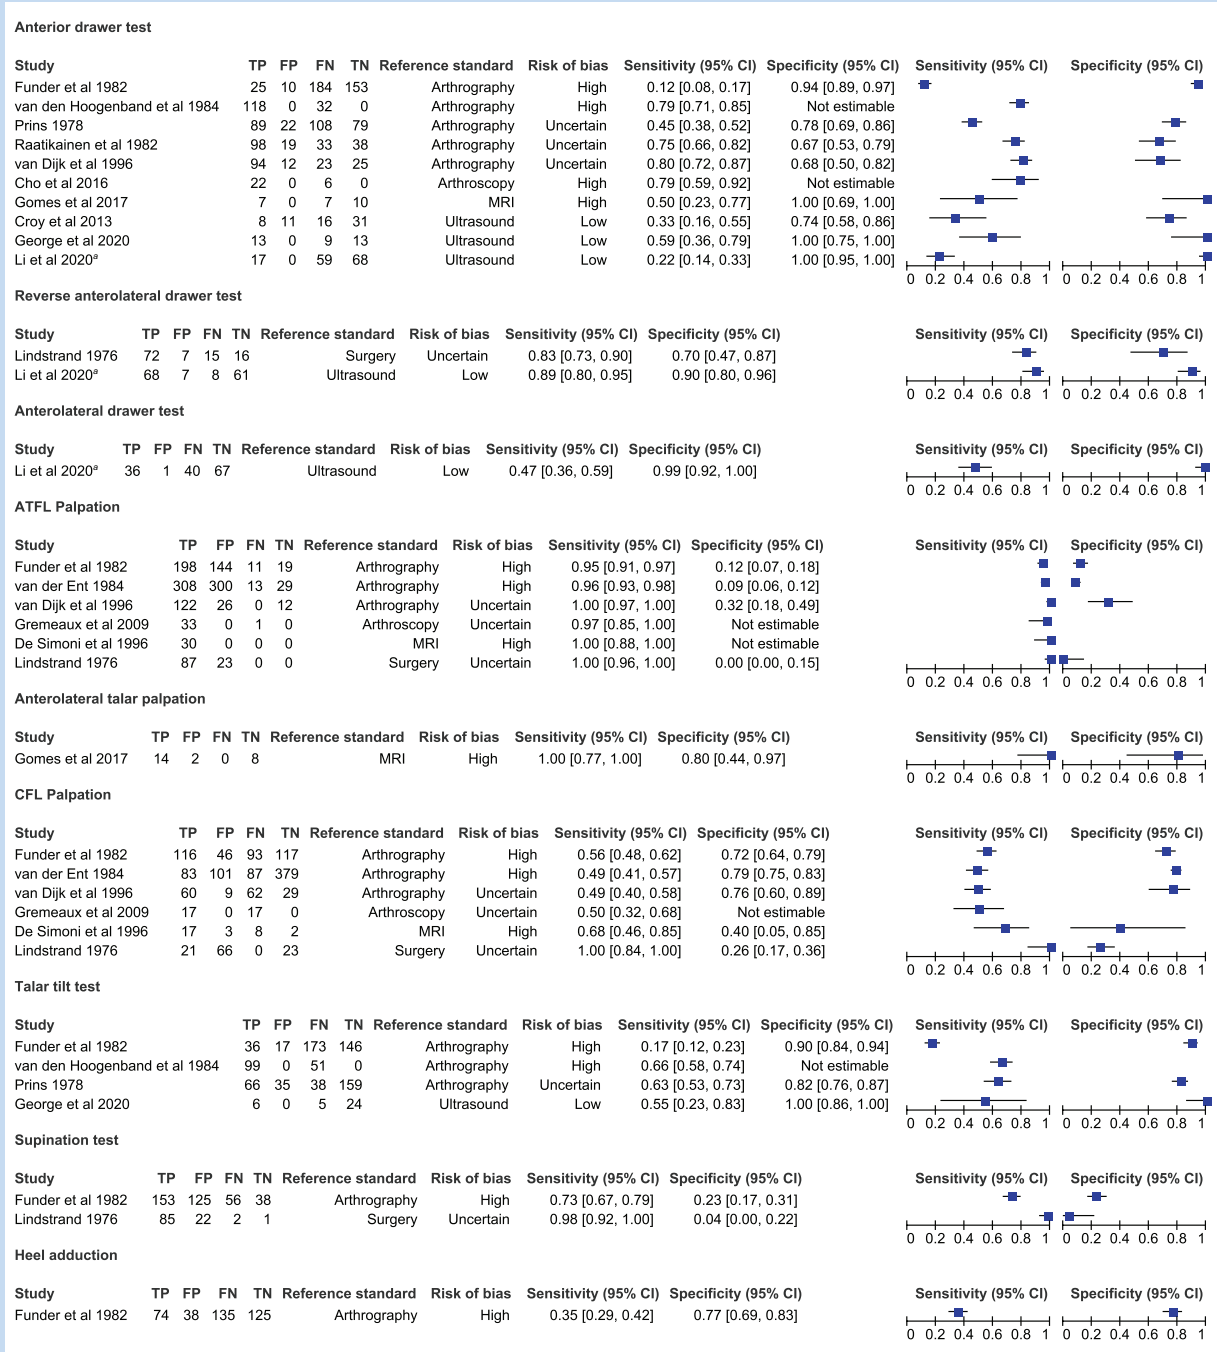 Anterior drawer test
Study TP FP FN TN Reference standard Risk of bias Sensitivity (95% CI) Specificity (95% CI) Sensitivity (95% CI) Specificity (95% CI)
Funder et al 1982 25 10 184 153 Arthrography High 0.12 [0.08, 0.17] 0.94 [0.89, 0.97]
van den Hoogenband et al 1984 118 0 32 0 Arthrography High 0.79 [0.71, 0.85] Not estimable
Prins 1978 89 22 108 79 Arthrography Uncertain 0.45 [0.38, 0.52] 0.78 [0.69, 0.86]
Raatikainen et al 1982 98 19 33 38 Arthrography Uncertain 0.75 [0.66, 0.82] 0.67 [0.53, 0.79]
van Dijk et al 1996 94 12 23 25 Arthrography Uncertain 0.80 [0.72, 0.87] 0.68 [0.50, 0.82]
Cho et al 2016 22 0 6 0 Arthroscopy High 0.79 [0.59, 0.92] Not estimable
Gomes et al 2017 7 0 7 10 MRI High 0.50 [0.23, 0.77] 1.00 [0.69, 1.00]
Croy et al 2013 8 11 16 31 Ultrasound Low 0.33 [0.16, 0.55] 0.74 [0.58, 0.86]
George et al 2020 13 0 9 13 Ultrasound Low 0.59 [0.36, 0.79] 1.00 [0.75, 1.00]
Li et al 2020ᵃ 17 0 59 68 Ultrasound Low 0.22 [0.14, 0.33] 1.00 [0.95, 1.00]
0 0.2 0.4 0.6 0.8 1 0 0.2 0.4 0.6 0.8 1
Reverse anterolateral drawer test
Study TP FP FN TN Reference standard Risk of bias Sensitivity (95% CI) Specificity (95% CI) Sensitivity (95% CI) Specificity (95% CI)
Lindstrand 1976 72 7 15 16 Surgery Uncertain 0.83 [0.73, 0.90] 0.70 [0.47, 0.87]
Li et al 2020ᵃ 68 7 8 61 Ultrasound Low 0.89 [0.80, 0.95] 0.90 [0.80, 0.96]
0 0.2 0.4 0.6 0.8 1 0 0.2 0.4 0.6 0.8 1
Anterolateral drawer test
Study TP FP FN TN Reference standard Risk of bias Sensitivity (95% CI) Specificity (95% CI) Sensitivity (95% CI) Specificity (95% CI)
Li et al 2020ᵃ 36 1 40 67 Ultrasound Low 0.47 [0.36, 0.59] 0.99 [0.92, 1.00]
0 0.2 0.4 0.6 0.8 1 0 0.2 0.4 0.6 0.8 1
ATFL Palpation
Study TP FP FN TN Reference standard Risk of bias Sensitivity (95% CI) Specificity (95% CI) Sensitivity (95% CI) Specificity (95% CI)
Funder et al 1982 198 144 11 19 Arthrography High 0.95 [0.91, 0.97] 0.12 [0.07, 0.18]
van der Ent 1984 308 300 13 29 Arthrography High 0.96 [0.93, 0.98] 0.09 [0.06, 0.12]
van Dijk et al 1996 122 26 0 12 Arthrography Uncertain 1.00 [0.97, 1.00] 0.32 [0.18, 0.49]
Gremeaux et al 2009 33 0 1 0 Arthroscopy Uncertain 0.97 [0.85, 1.00] Not estimable
De Simoni et al 1996 30 0 0 0 MRI High 1.00 [0.88, 1.00] Not estimable
Lindstrand 1976 87 23 0 0 Surgery Uncertain 1.00 [0.96, 1.00] 0.00 [0.00, 0.15]
0 0.2 0.4 0.6 0.8 1 0 0.2 0.4 0.6 0.8 1
Anterolateral talar palpation
Study TP FP FN TN Reference standard Risk of bias Sensitivity (95% CI) Specificity (95% CI) Sensitivity (95% CI) Specificity (95% CI)
Gomes et al 2017 14 2 0 8 MRI High 1.00 [0.77, 1.00] 0.80 [0.44, 0.97]
0 0.2 0.4 0.6 0.8 1 0 0.2 0.4 0.6 0.8 1
CFL Palpation
Study TP FP FN TN Reference standard Risk of bias Sensitivity (95% CI) Specificity (95% CI) Sensitivity (95% CI) Specificity (95% CI)
Funder et al 1982 116 46 93 117 Arthrography High 0.56 [0.48, 0.62] 0.72 [0.64, 0.79]
van der Ent 1984 83 101 87 379 Arthrography High 0.49 [0.41, 0.57] 0.79 [0.75, 0.83]
van Dijk et al 1996 60 9 62 29 Arthrography Uncertain 0.49 [0.40, 0.58] 0.76 [0.60, 0.89]
Gremeaux et al 2009 17 0 17 0 Arthroscopy Uncertain 0.50 [0.32, 0.68] Not estimable
De Simoni et al 1996 17 3 8 2 MRI High 0.68 [0.46, 0.85] 0.40 [0.05, 0.85]
Lindstrand 1976 21 66 0 23 Surgery Uncertain 1.00 [0.84, 1.00] 0.26 [0.17, 0.36]
0 0.2 0.4 0.6 0.8 1 0 0.2 0.4 0.6 0.8 1
Talar tilt test
Study TP FP FN TN Reference standard Risk of bias Sensitivity (95% CI) Specificity (95% CI) Sensitivity (95% CI) Specificity (95% CI)
Funder et al 1982 36 17 173 146 Arthrography High 0.17 [0.12, 0.23] 0.90 [0.84, 0.94]
van den Hoogenband et al 1984 99 0 51 0 Arthrography High 0.66 [0.58, 0.74] Not estimable
Prins 1978 66 35 38 159 Arthrography Uncertain 0.63 [0.53, 0.73] 0.82 [0.76, 0.87]
George et al 2020 6 0 5 24 Ultrasound Low 0.55 [0.23, 0.83] 1.00 [0.86, 1.00]
0 0.2 0.4 0.6 0.8 1 0 0.2 0.4 0.6 0.8 1
Supination test
Study TP FP FN TN Reference standard Risk of bias Sensitivity (95% CI) Specificity (95% CI) Sensitivity (95% CI) Specificity (95% CI)
Funder et al 1982 153 125 56 38 Arthrography High 0.73 [0.67, 0.79] 0.23 [0.17, 0.31]
Lindstrand 1976 85 22 2 1 Surgery Uncertain 0.98 [0.92, 1.00] 0.04 [0.00, 0.22]
0 0.2 0.4 0.6 0.8 1 0 0.2 0.4 0.6 0.8 1
Heel adduction
Study TP FP FN TN Reference standard Risk of bias Sensitivity (95% CI) Specificity (95% CI) Sensitivity (95% CI) Specificity (95% CI)
Funder et al 1982 74 38 135 125 Arthrography High 0.35 [0.29, 0.42] 0.77 [0.69, 0.83]
0 0.2 0.4 0.6 0.8 1 0 0.2 0.4 0.6 0.8 1